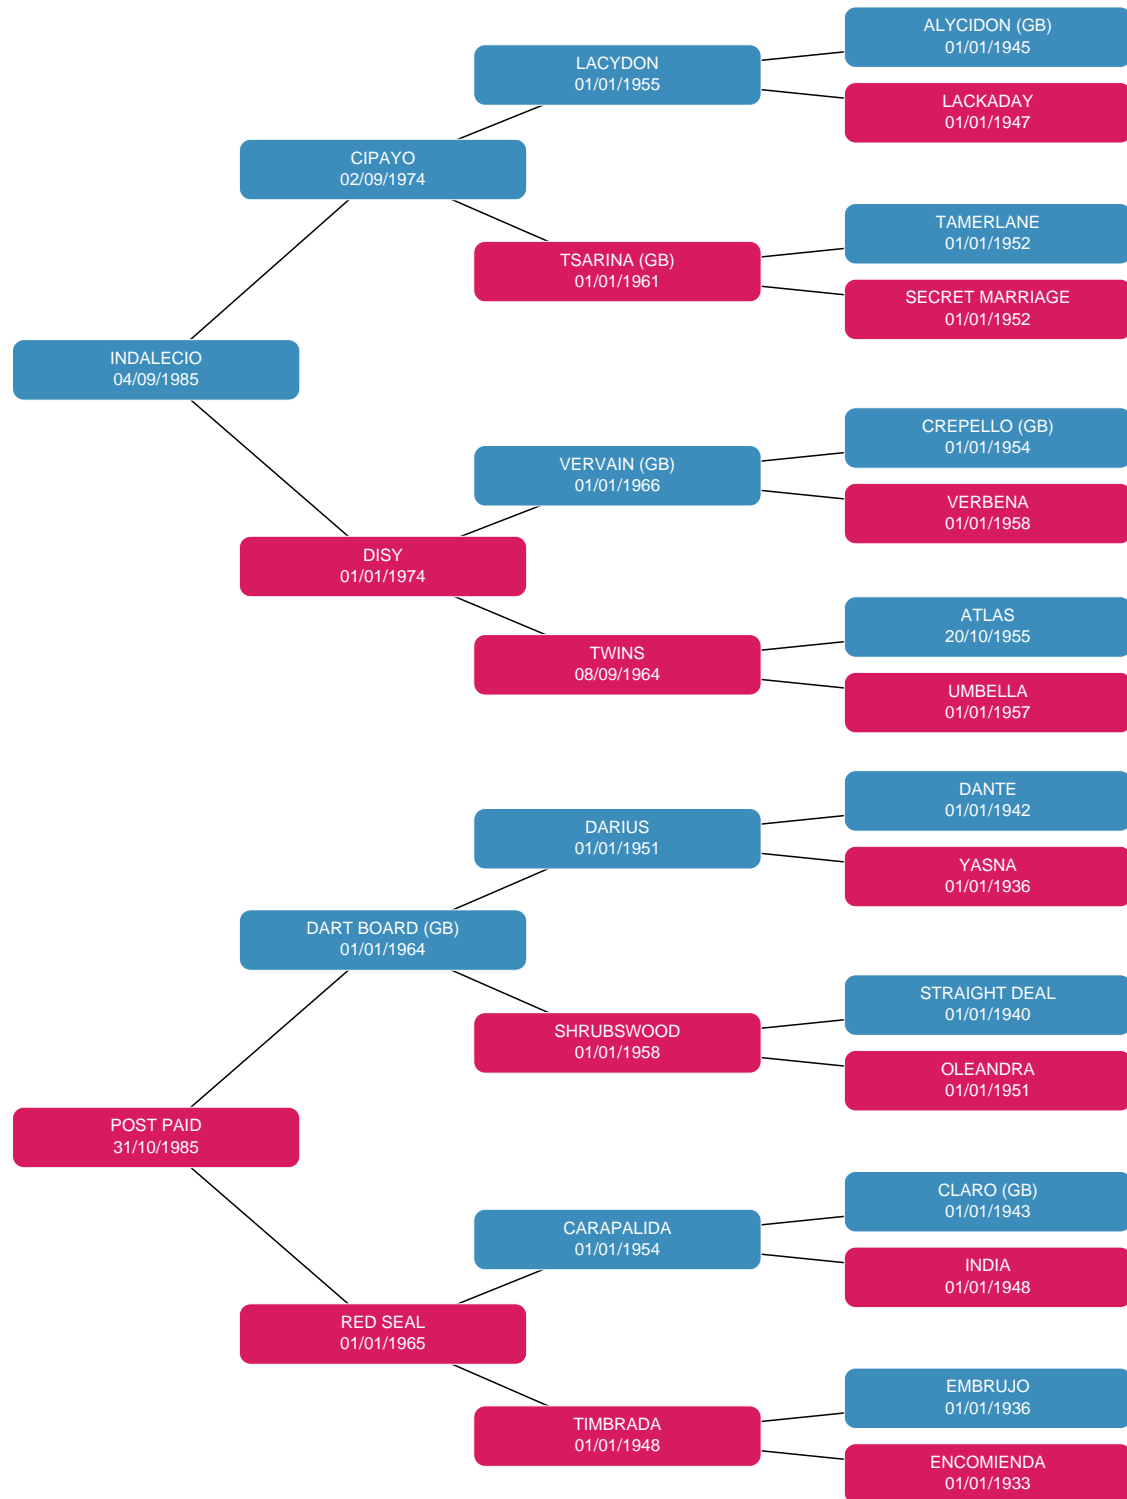 ALYCIDON (GB)
01/01/1945
LACYDON
01/01/1955
LACKADAY
01/01/1947
CIPAYO
02/09/1974
TAMERLANE
01/01/1952
TSARINA (GB)
01/01/1961
SECRET MARRIAGE
01/01/1952
INDALECIO
04/09/1985
CREPELLO (GB)
01/01/1954
VERVAIN (GB)
01/01/1966
VERBENA
01/01/1958
DISY
01/01/1974
ATLAS
20/10/1955
TWINS
08/09/1964
UMBELLA
01/01/1957
DANTE
01/01/1942
DARIUS
01/01/1951
YASNA
01/01/1936
DART BOARD (GB)
01/01/1964
STRAIGHT DEAL
01/01/1940
SHRUBSWOOD
01/01/1958
OLEANDRA
01/01/1951
POST PAID
31/10/1985
CLARO (GB)
01/01/1943
CARAPALIDA
01/01/1954
INDIA
01/01/1948
RED SEAL
01/01/1965
EMBRUJO
01/01/1936
TIMBRADA
01/01/1948
ENCOMIENDA
01/01/1933